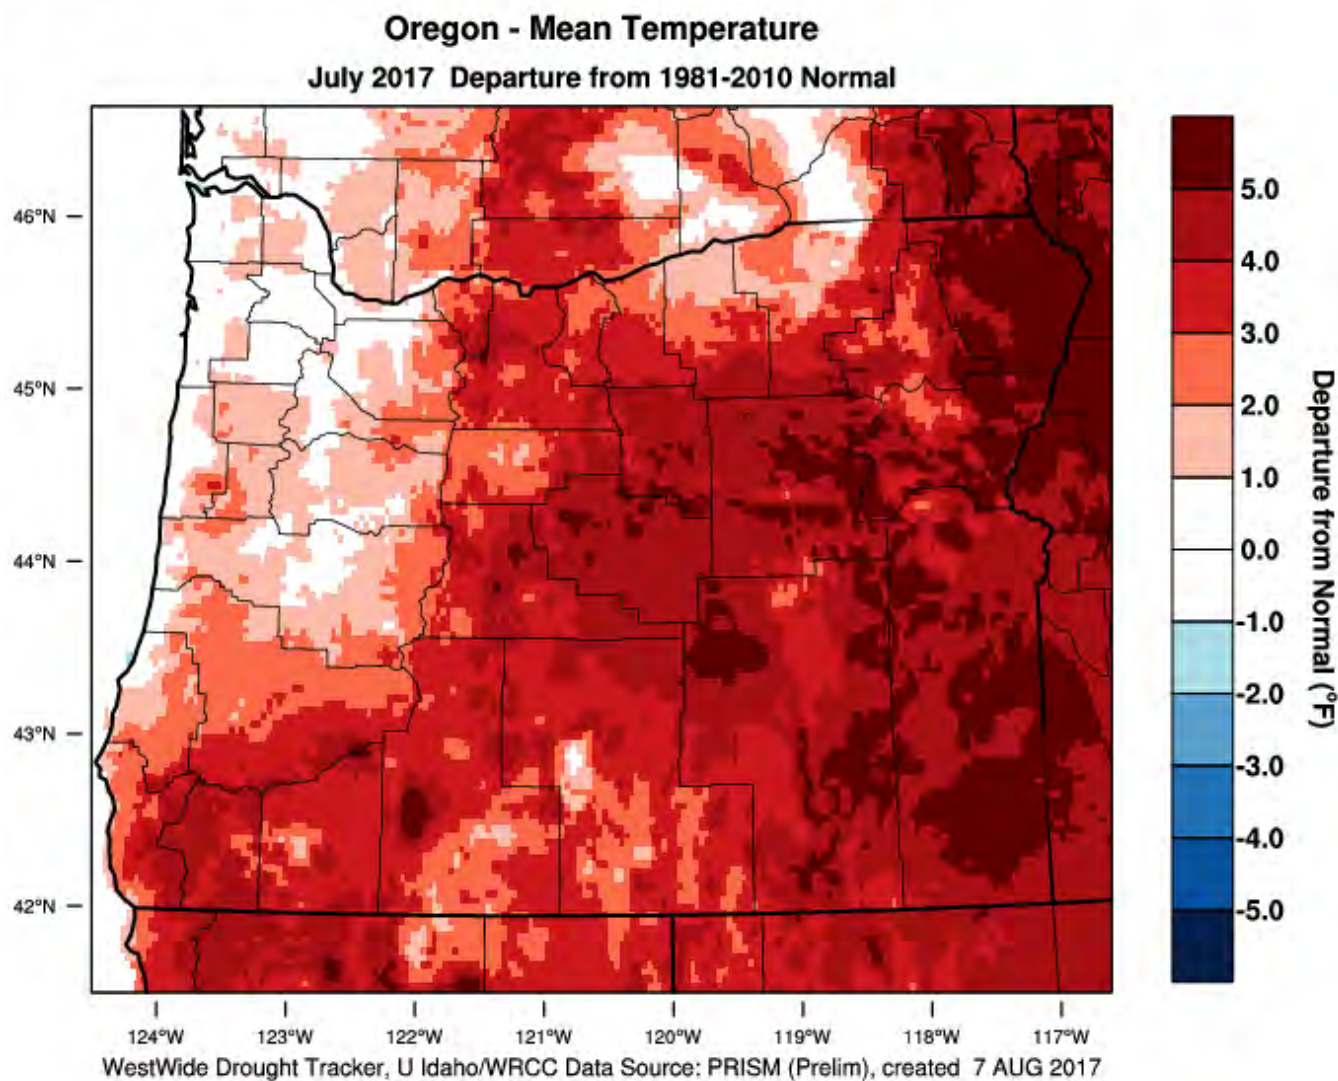 Oregon - Mean Temperature
July 2017 Departure from 1981-2010 Normal
46°N
45°N
44°N
43°N
42°N
124°W
123°W
122°W
121°W
120°W
119°W
118°W
117°W
5.0
4.0
3.0
2.0
1.0
0.0
-1.0
-2.0
-3.0
-4.0
-5.0
Departure from Normal (°F)
WestWide Drought Tracker, U Idaho/WRCC Data Source: PRISM (Prelim), created 7 AUG 2017